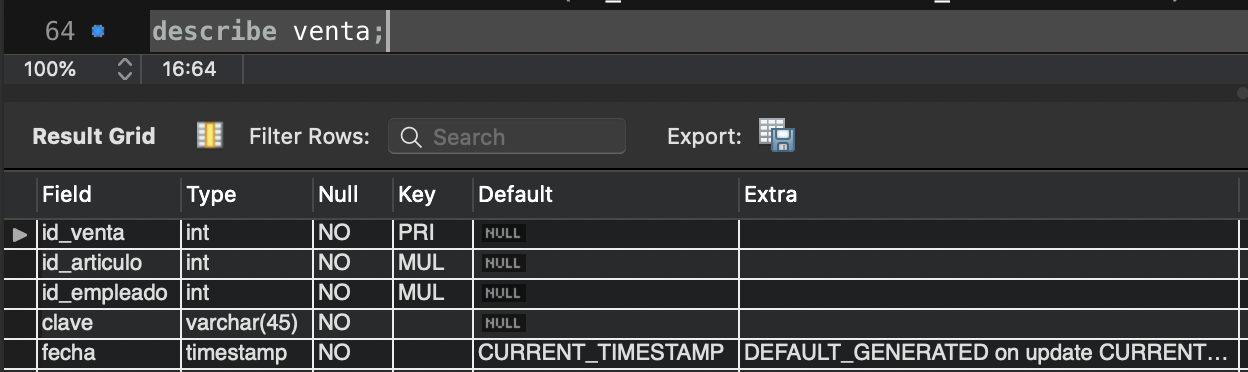 64 describe venta;
100% 16:64
Result Grid Filter Rows: Search Export:
Field Type Null Key Default Extra
id_venta int NO PRI NULL
id_articulo int NO MUL NULL
id_empleado int NO MUL NULL
clave varchar(45) NO NULL
fecha timestamp NO CURRENT_TIMESTAMP DEFAULT_GENERATED on update CURRENT...